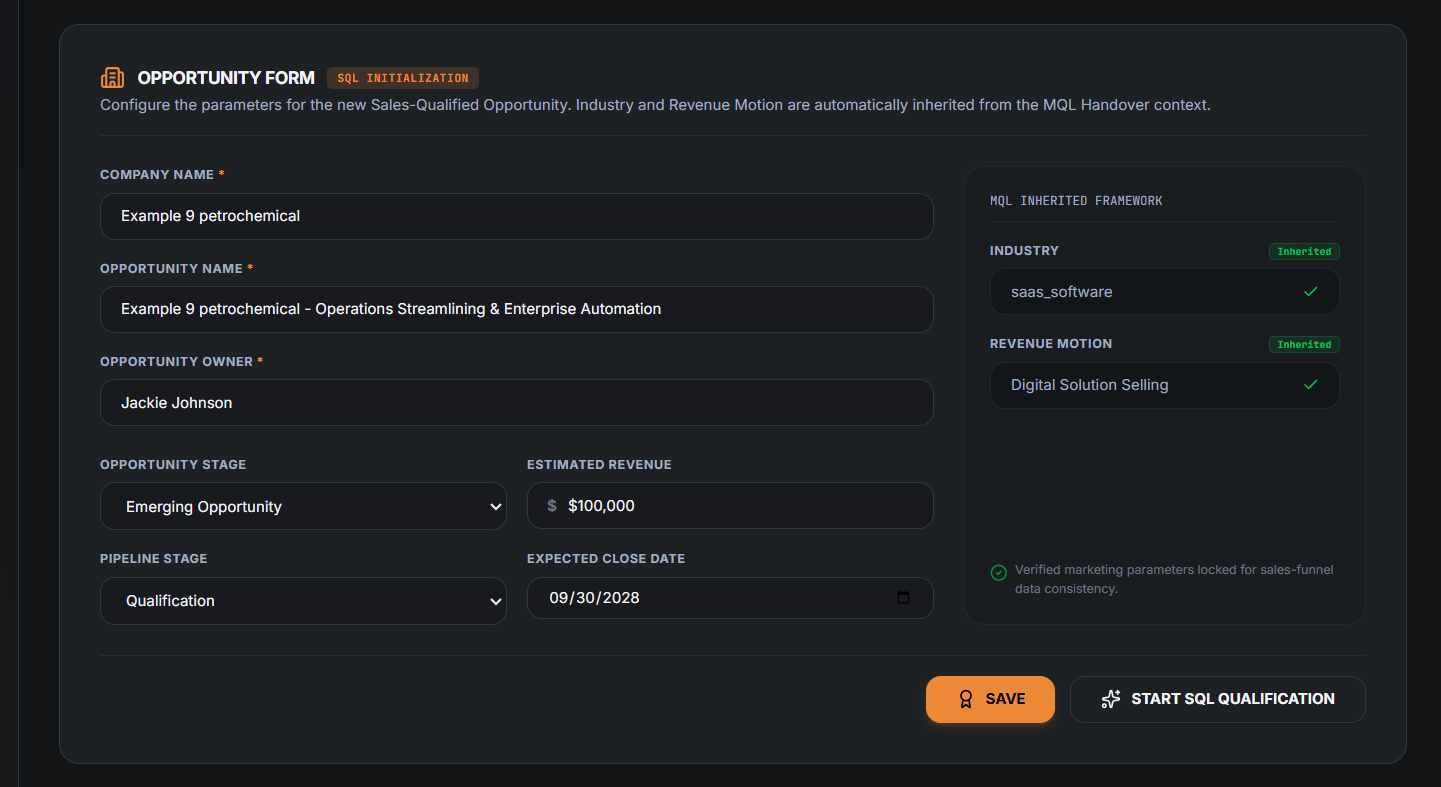 OPPORTUNITY FORM SQL INITIALIZATION
Configure the parameters for the new Sales-Qualified Opportunity. Industry and Revenue Motion are automatically inherited from the MQL Handover context.
COMPANY NAME *
Example 9 petrochemical
OPPORTUNITY NAME *
Example 9 petrochemical - Operations Streamlining & Enterprise Automation
OPPORTUNITY OWNER *
Jackie Johnson
OPPORTUNITY STAGE
Emerging Opportunity
ESTIMATED REVENUE
$ $100,000
PIPELINE STAGE
Qualification
EXPECTED CLOSE DATE
09/30/2028
MQL INHERITED FRAMEWORK
INDUSTRY Inherited
saas_software
REVENUE MOTION Inherited
Digital Solution Selling
Verified marketing parameters locked for sales-funnel
data consistency.
SAVE
START SQL QUALIFICATION